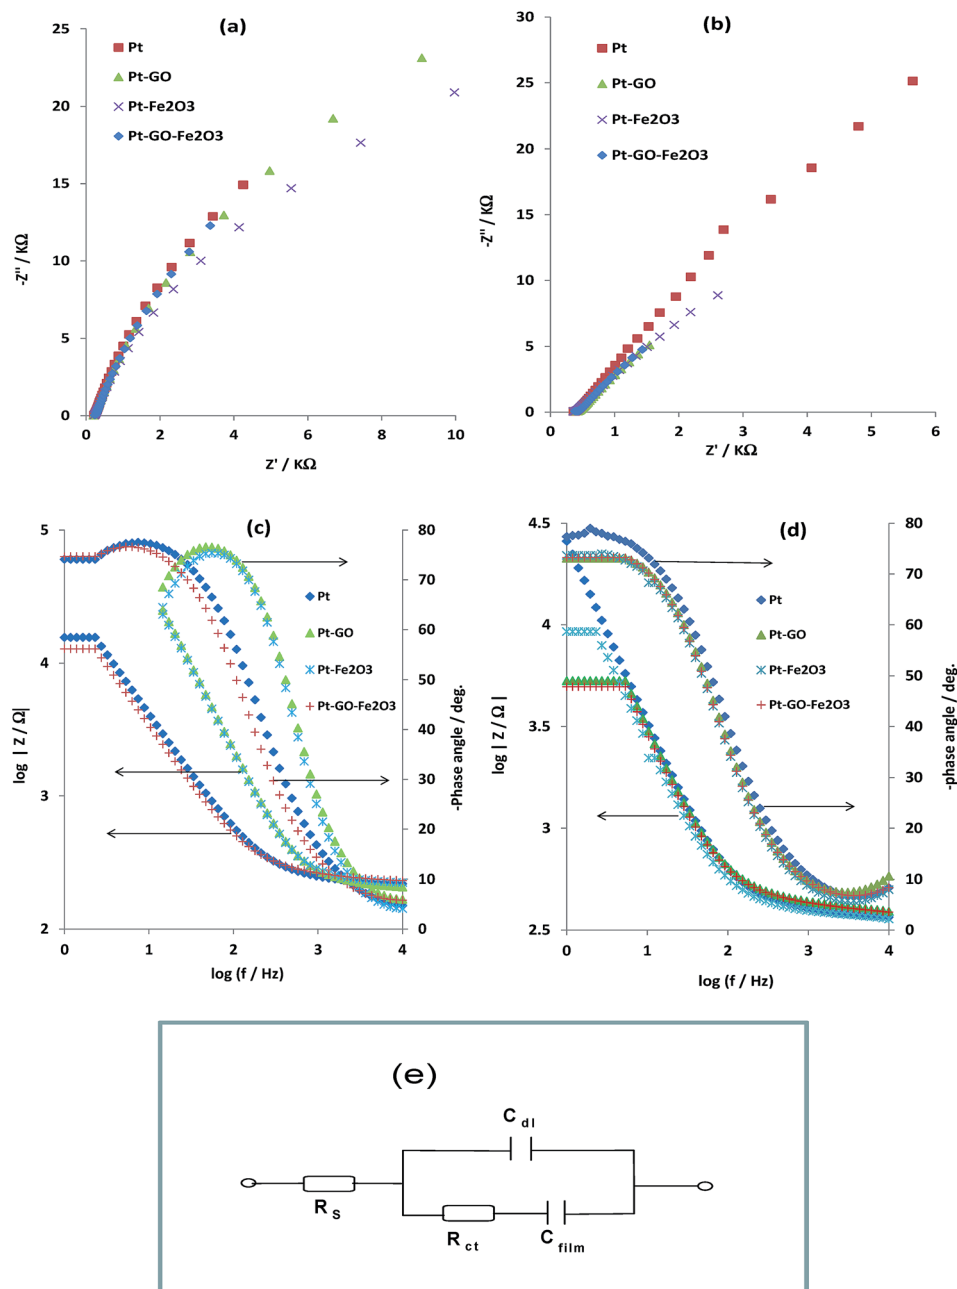 (a)
25
20
15
10
5
0
-Z'' / KΩ
Pt
Pt-GO
Pt-Fe2O3
Pt-GO-Fe2O3
0 2 4 6 8 10
Z' / KΩ
(b)
30
25
20
15
10
5
0
-Z'' / KΩ
Pt
Pt-GO
Pt-Fe2O3
Pt-GO-Fe2O3
0 1 2 3 4 5 6
Z' / KΩ
(c)
5
4
3
2
log | Z / Ω|
80
70
60
50
40
30
20
10
0
-Phase angle / deg.
Pt
Pt-GO
Pt-Fe2O3
Pt-GO-Fe2O3
0 1 2 3 4
log (f / Hz)
(d)
4.5
4
3.5
3
2.5
log | Z / Ω|
80
70
60
50
40
30
20
10
0
-phase angle / deg.
Pt
Pt-GO
Pt-Fe2O3
Pt-GO-Fe2O3
0 1 2 3 4
log (f / Hz)
(e)
C dl
R S
R ct
C film